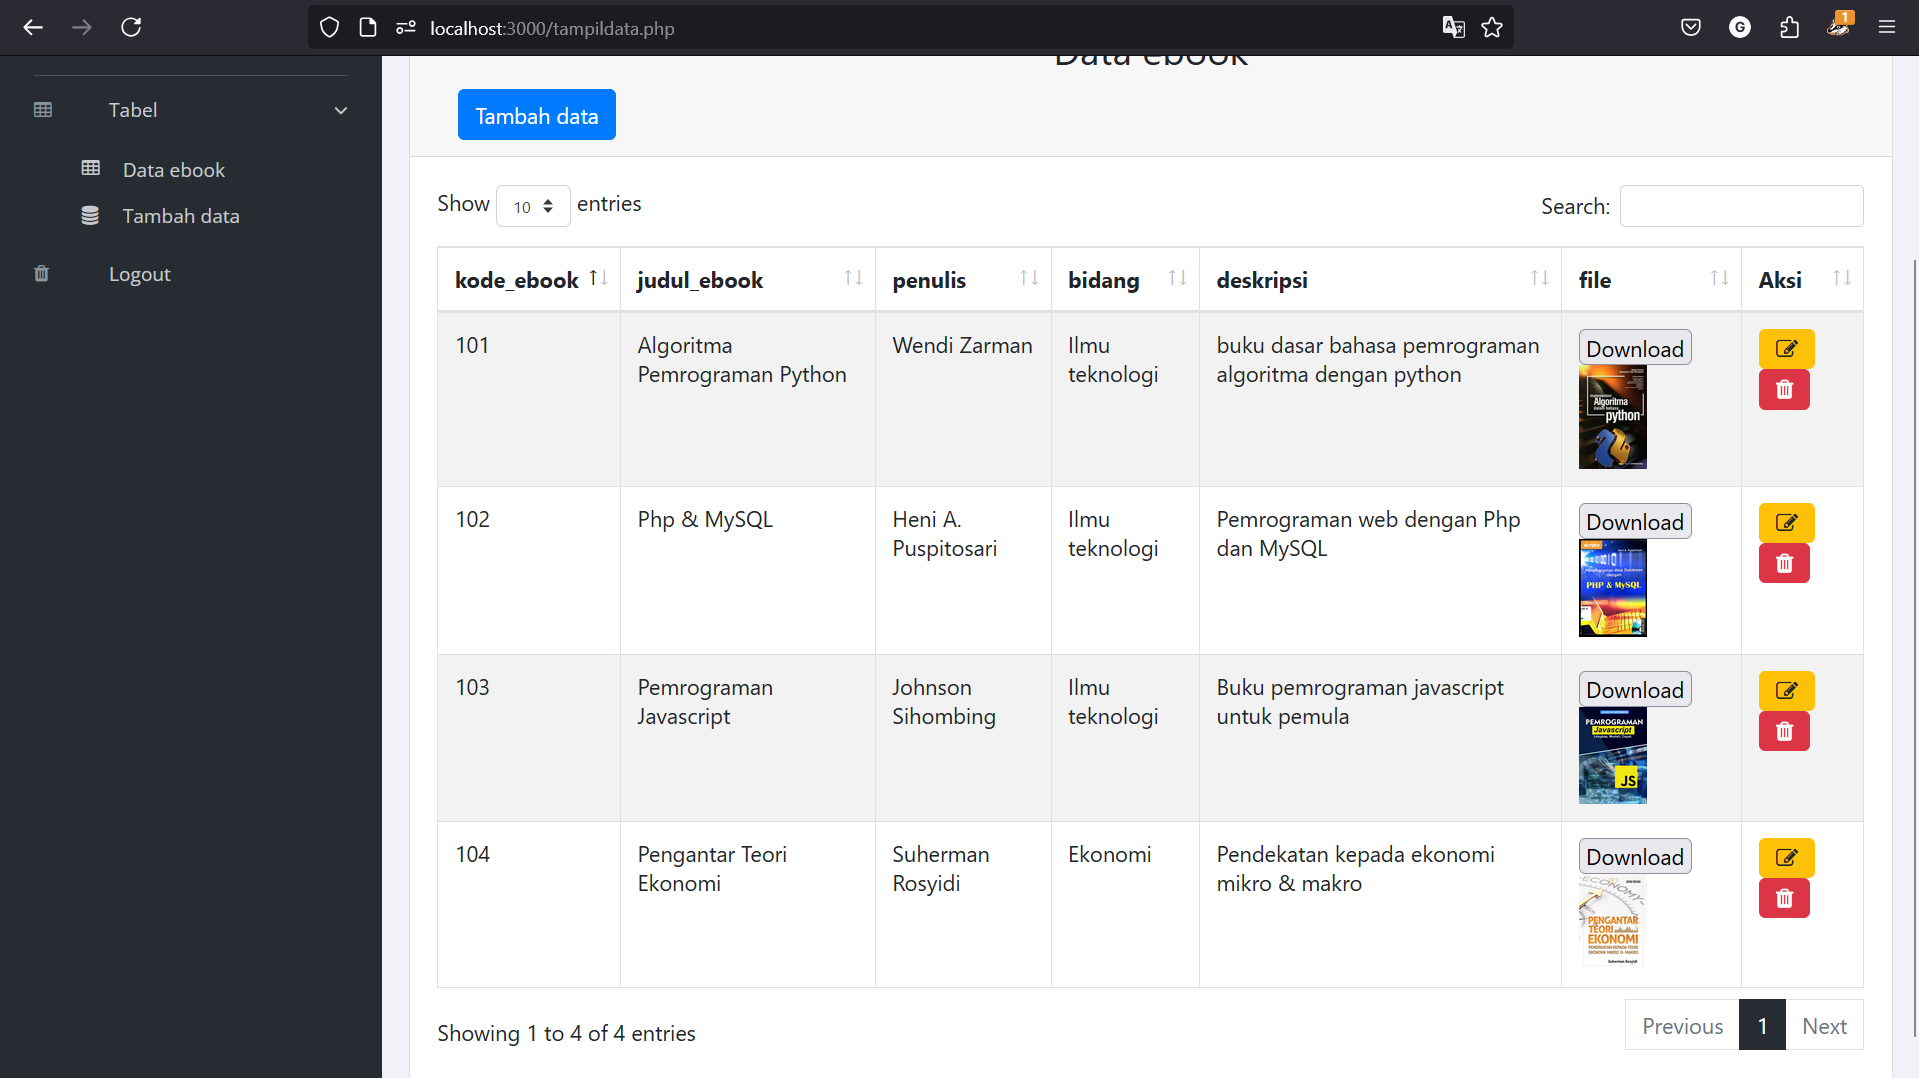 localhost:3000/tampildata.php
G
1
Tabel
Data ebook
Tambah data
Logout
Data ebook
Tambah data
Show 10 entries
Search:
kode_ebook judul_ebook penulis bidang deskripsi file Aksi
101 Algoritma Wendi Zarman Ilmu buku dasar bahasa pemrograman Download
Pemrograman Python teknologi algoritma dengan python
Algoritma
python
102 Php & MySQL Heni A. Ilmu Pemrograman web dengan Php Download
Puspitosari teknologi dan MySQL
PHP & MySQL
103 Pemrograman Johnson Ilmu Buku pemrograman javascript Download
Javascript Sihombing teknologi untuk pemula
PEMROGRAMAN
Javascript
JS
104 Pengantar Teori Suherman Ekonomi Pendekatan kepada ekonomi Download
Ekonomi Rosyidi mikro & makro
ECONOMY
PENGANTAR
TEORI
EKONOMI
Suherman Rosyidi
Showing 1 to 4 of 4 entries
Previous 1 Next